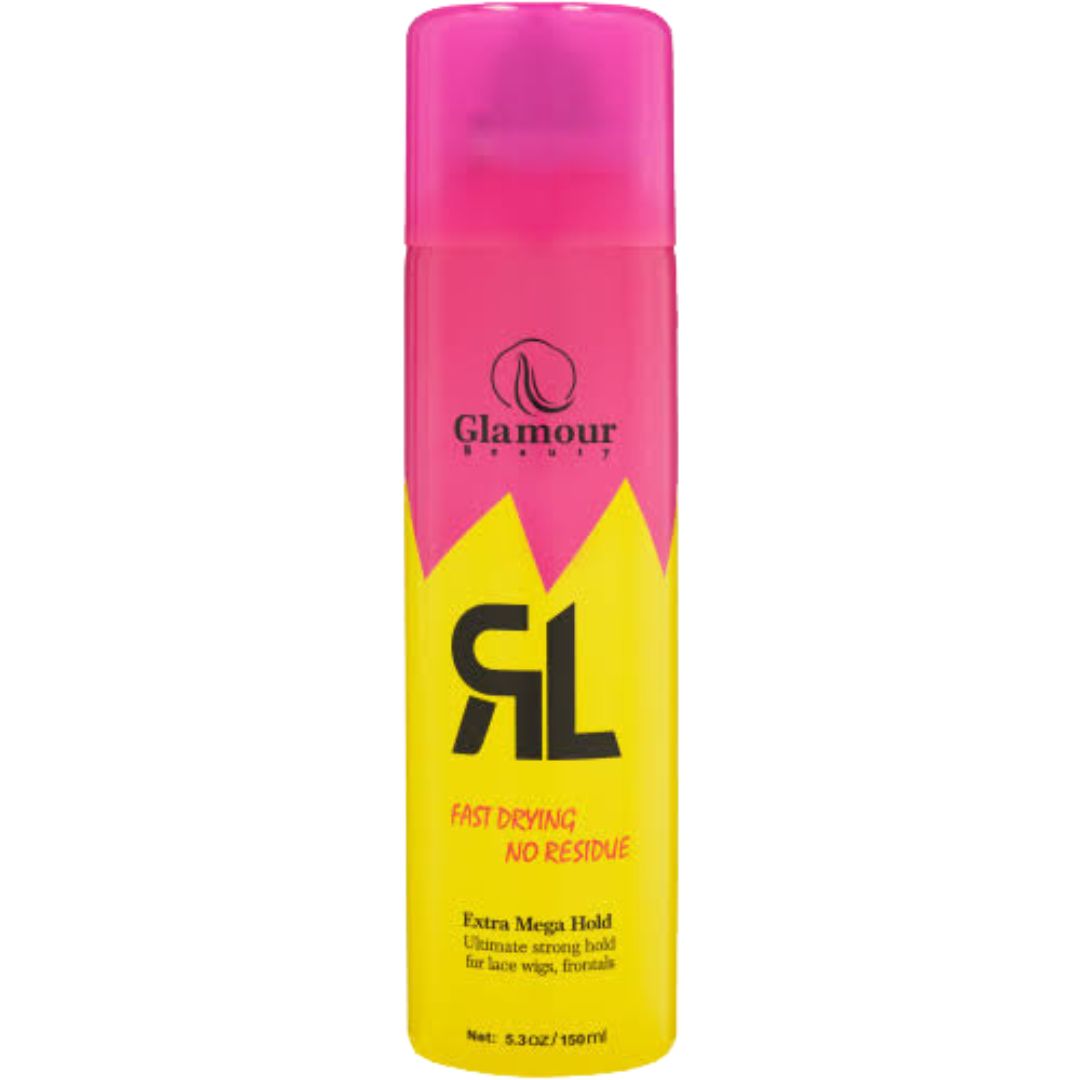 Glamour
Beauty
RL
FAST DRYING
NO RESIDUE
Extra Mega Hold
Ultimate strong hold
for lace wigs, frontals
Net: 5.3OZ/150ml